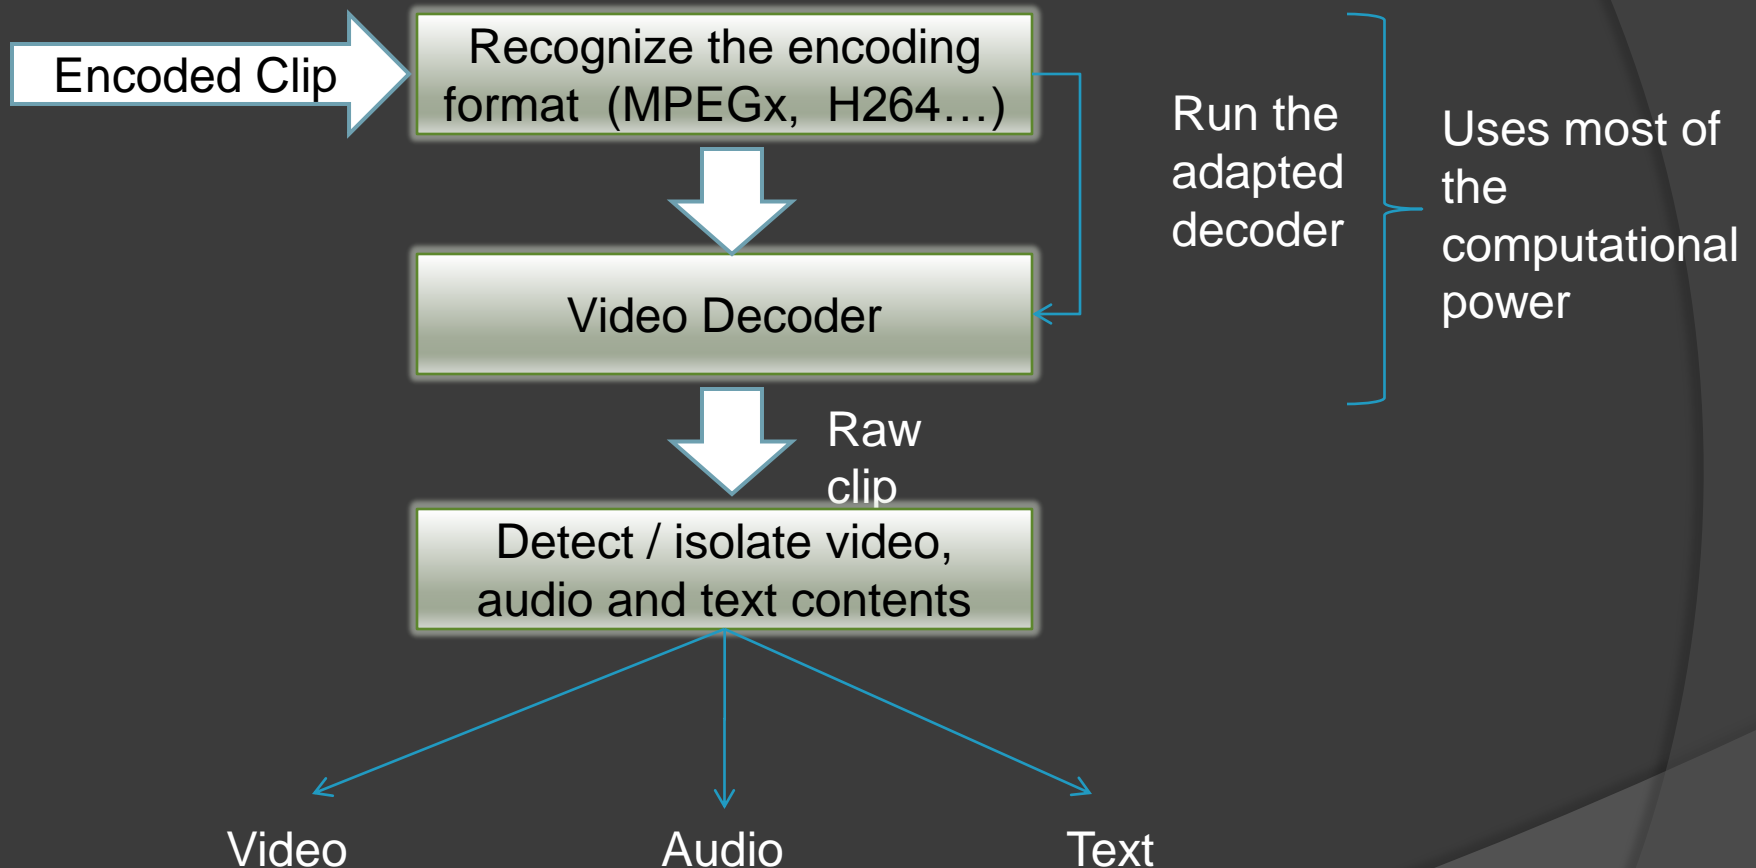 Encoded Clip
Recognize the encoding
format (MPEGx, H264…)
Run the
adapted
decoder
Uses most of
the
computational
power
Video Decoder
Raw
clip
Detect / isolate video,
audio and text contents
Video
Audio
Text